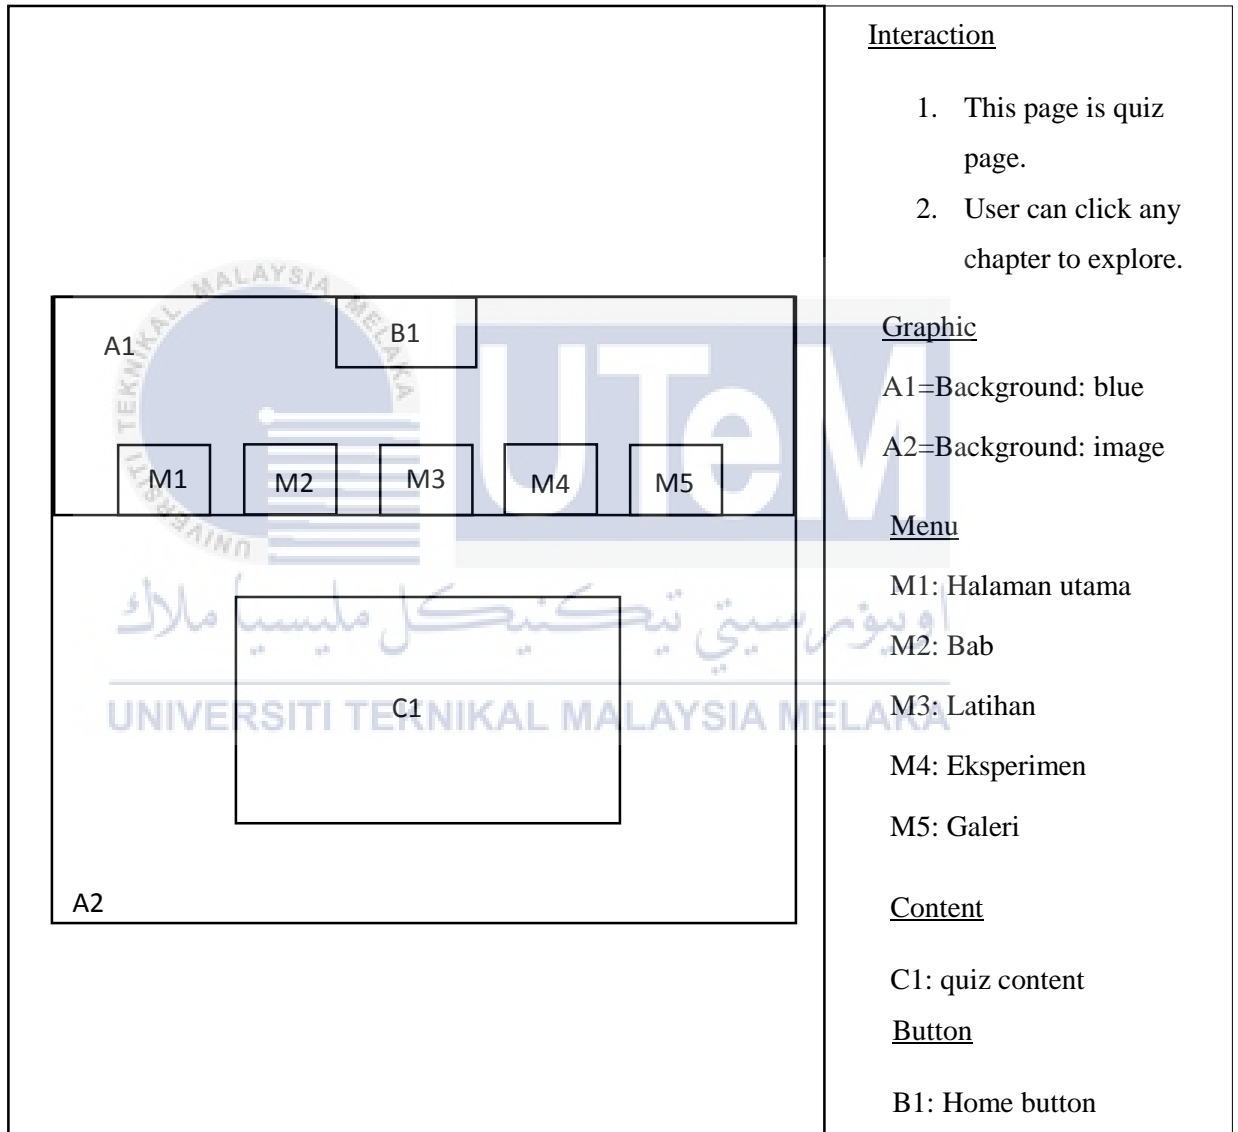 A1
B1
M1
M2
M3
M4
M5
C1
A2
Interaction
1. This page is quiz
page.
2. User can click any
chapter to explore.
Graphic
A1=Background: blue
A2=Background: image
Menu
M1: Halaman utama
M2: Bab
M3: Latihan
M4: Eksperimen
M5: Galeri
Content
C1: quiz content
Button
B1: Home button
UNIVERSITI TEKNIKAL MALAYSIA MELAKA
UTeM
اونيۏرسيتي تيكنيكل مليسيا ملاك
UNIVERSITI TEKNIKAL MALAYSIA MELAKA